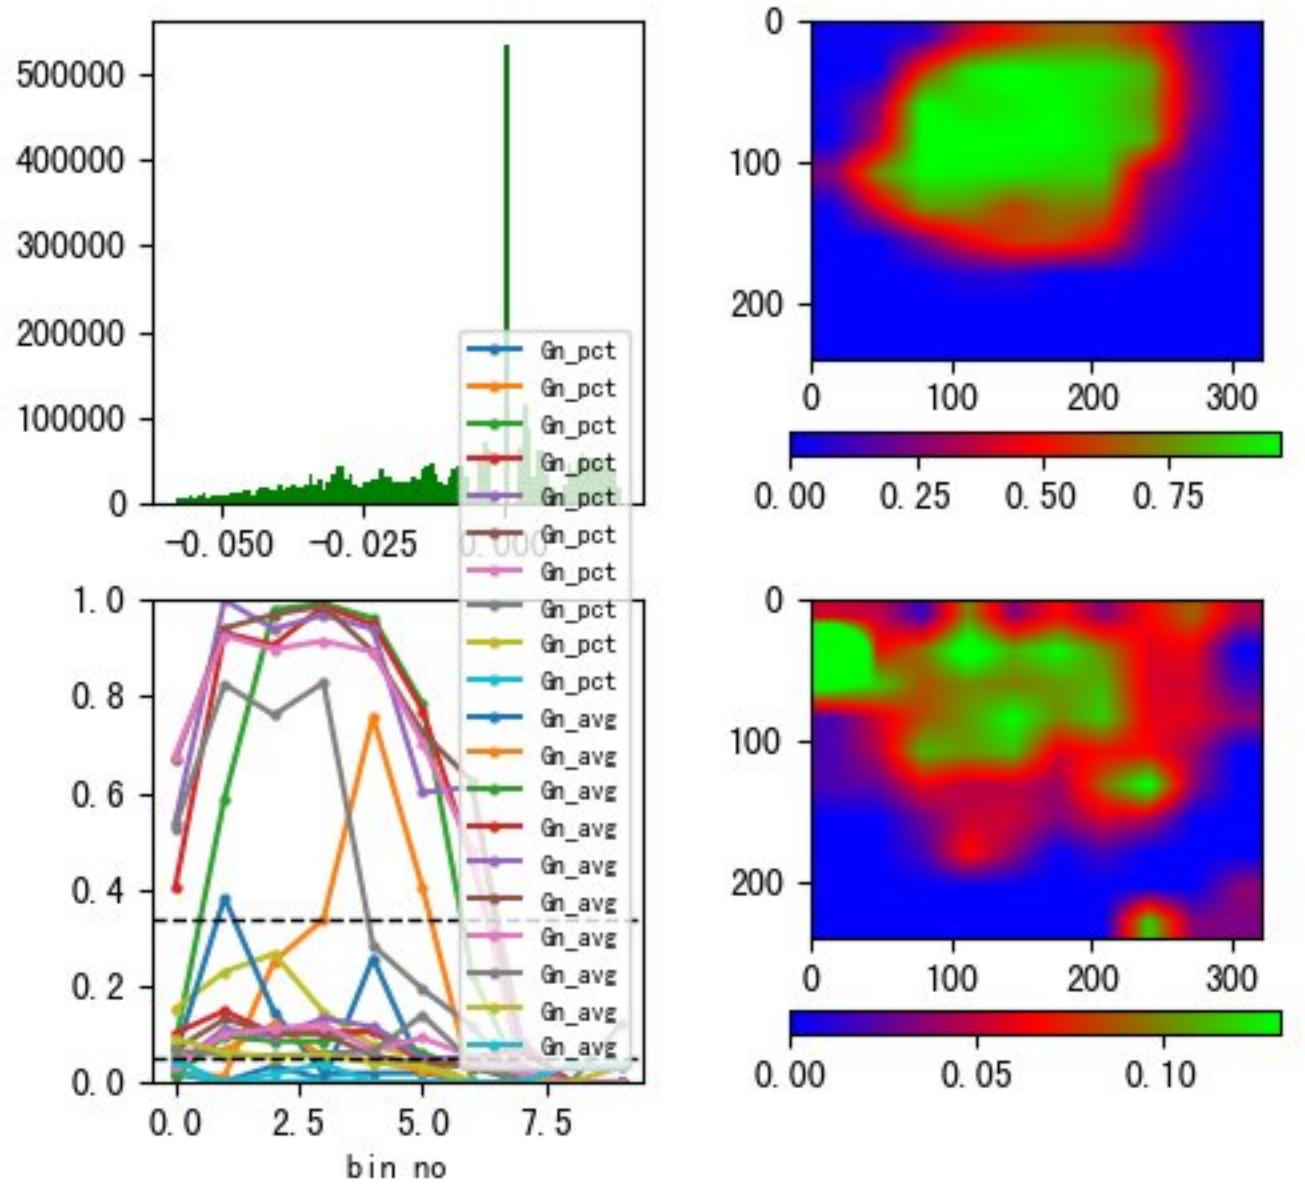 500000
400000
300000
200000
100000
0
-0.050
-0.025
0.000
0
100
200
0
100
200
300
0.00
0.25
0.50
0.75
Gn_pct
Gn_pct
Gn_pct
Gn_pct
Gn_pct
Gn_pct
Gn_pct
Gn_pct
Gn_pct
Gn_pct
Gn_avg
Gn_avg
Gn_avg
Gn_avg
Gn_avg
Gn_avg
Gn_avg
Gn_avg
Gn_avg
Gn_avg
1.0
0.8
0.6
0.4
0.2
0.0
0.0
2.5
5.0
7.5
bin no
0
100
200
0
100
200
300
0.00
0.05
0.10